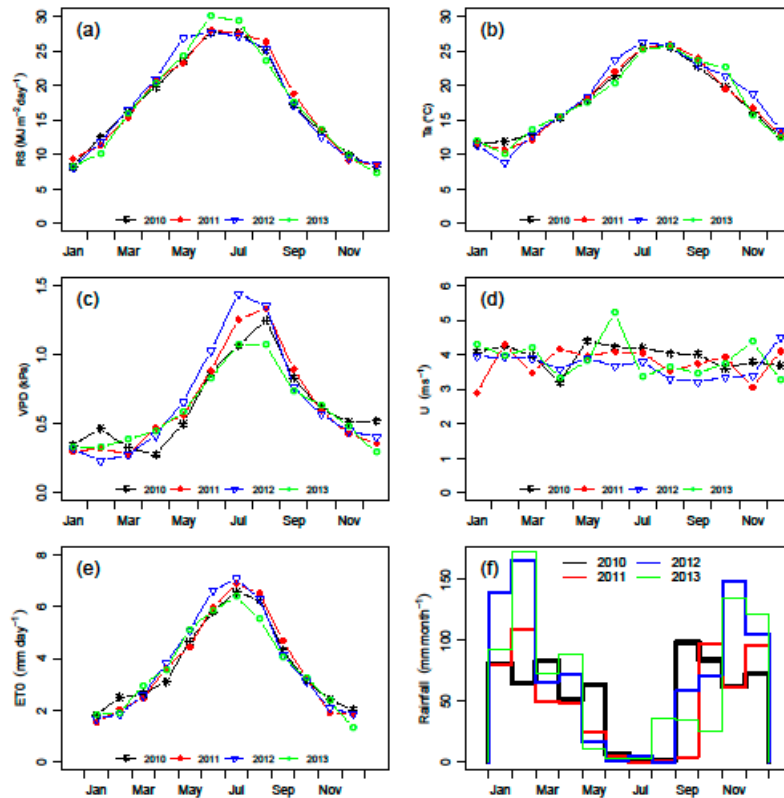 (a)
RS (MJ m⁻² day⁻¹)
30
25
20
15
10
5
0
2010 2011 2012 2013
Jan Mar May Jul Sep Nov
(b)
Ta (°C)
30
25
20
15
10
5
0
2010 2011 2012 2013
Jan Mar May Jul Sep Nov
(c)
VPD (kPa)
1.5
1.0
0.5
0.0
2010 2011 2012 2013
Jan Mar May Jul Sep Nov
(d)
U (ms⁻¹)
6
5
4
3
2
1
0
2010 2011 2012 2013
Jan Mar May Jul Sep Nov
(e)
ET0 (mm day⁻¹)
8
6
4
2
0
2010 2011 2012 2013
Jan Mar May Jul Sep Nov
(f)
Rainfall (mm month⁻¹)
150
100
50
0
2010 2012
2011 2013
Jan Mar May Jul Sep Nov